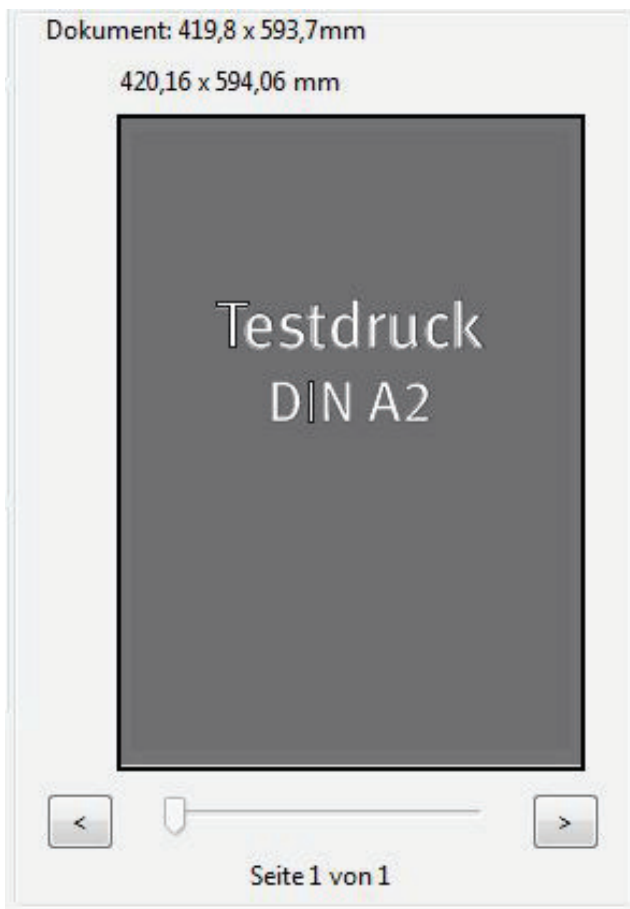 Dokument: 419,8 x 593,7mm
420,16 x 594,06 mm
Testdruck
DIN A2
<
>
Seite 1 von 1